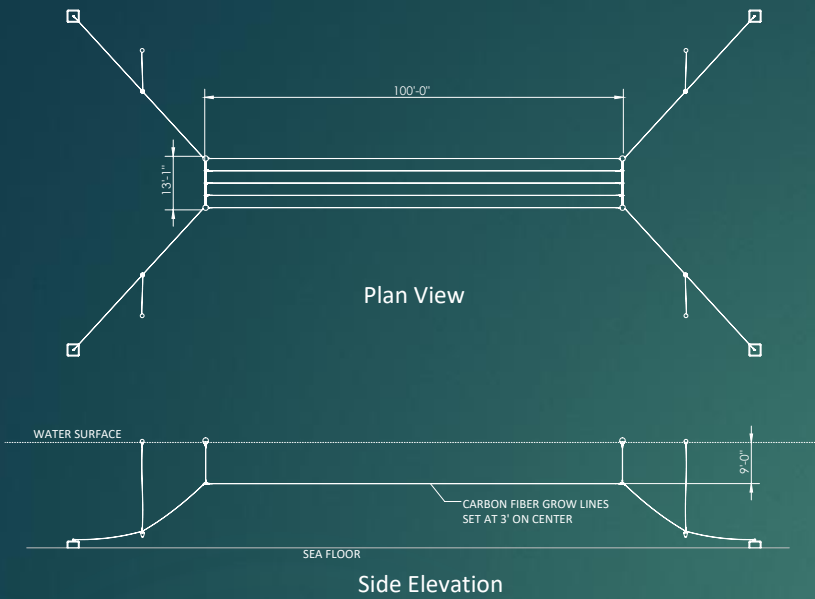 100'-0"
13'-1"
Plan View
WATER SURFACE
9'-0"
CARBON FIBER GROW LINES
SET AT 3' ON CENTER
SEA FLOOR
Side Elevation